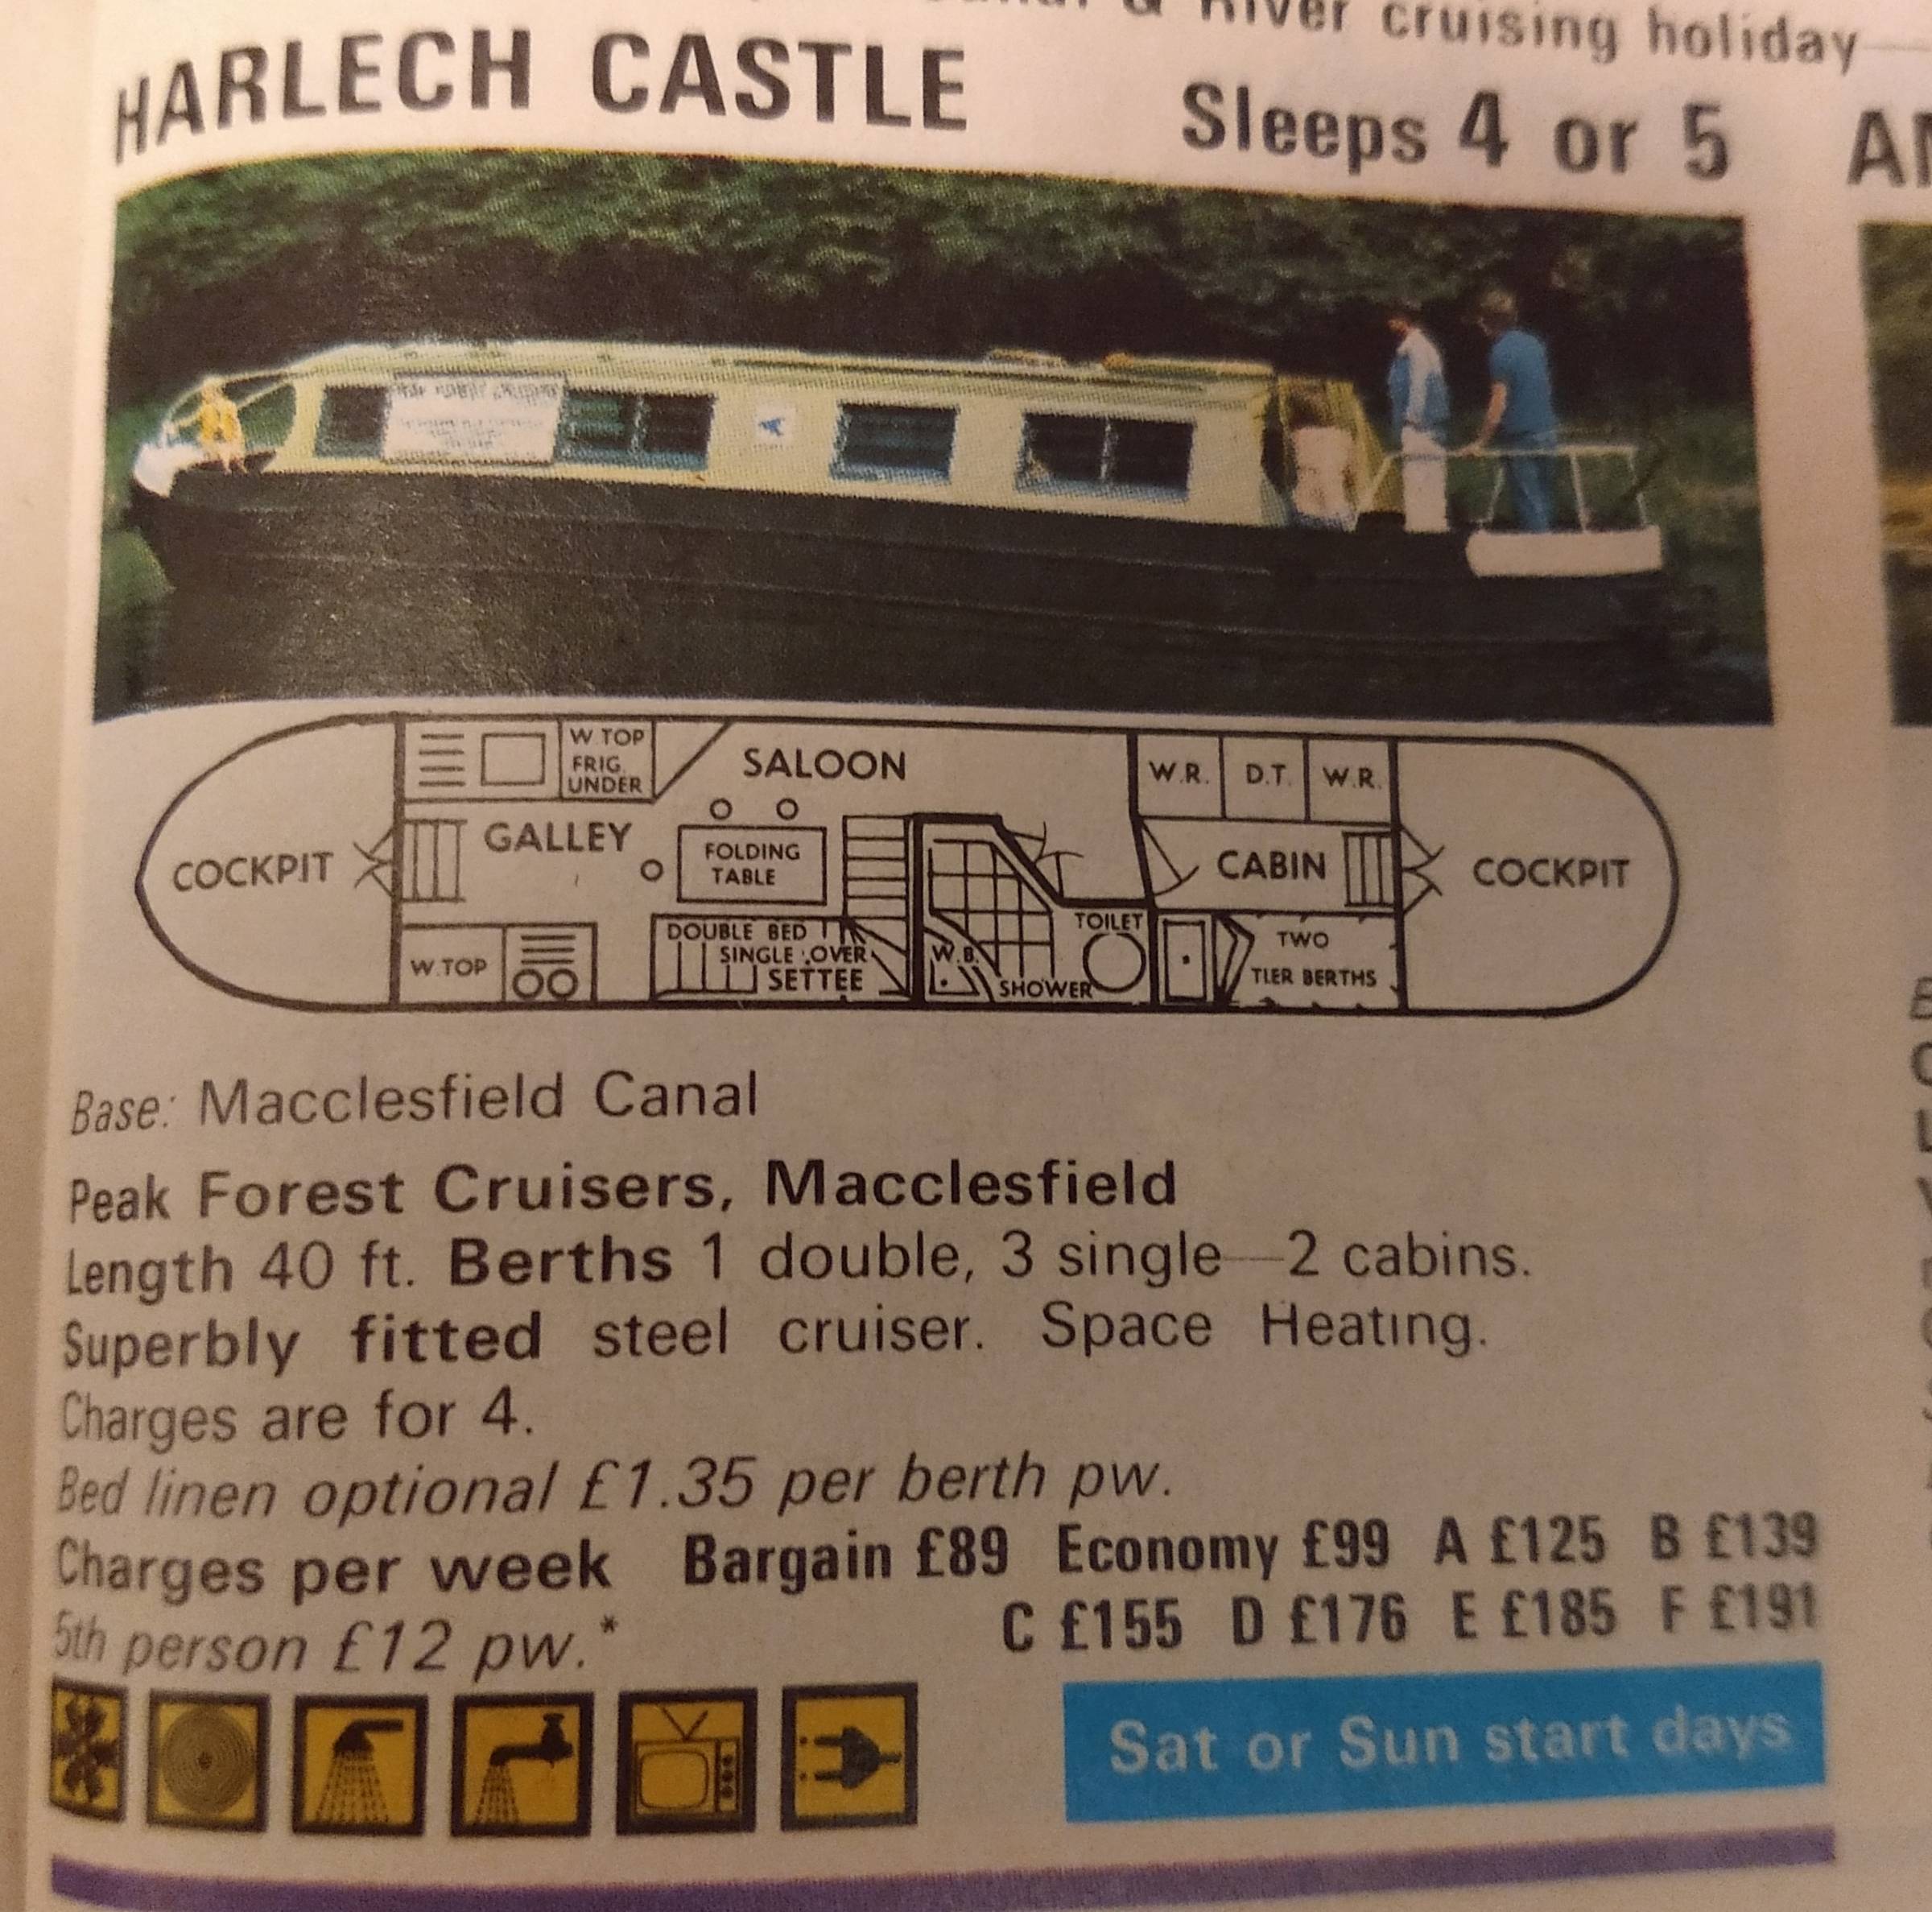 & River cruising holiday
HARLECH CASTLE
Sleeps 4 or 5
W TOP
FRIG.
UNDER
SALOON
W.R.
D.T.
W.R.
COCKPIT
GALLEY
FOLDING
TABLE
CABIN
COCKPIT
W.TOP
DOUBLE BED
SINGLE OVER
SETTEE
W.B.
SHOWER
TOILET
TWO
TIER BERTHS
Base: Macclesfield Canal
Peak Forest Cruisers, Macclesfield
Length 40 ft. Berths 1 double, 3 single—2 cabins.
Superbly fitted steel cruiser. Space Heating.
Charges are for 4.
Bed linen optional £1.35 per berth pw.
Charges per week Bargain £89 Economy £99 A £125 B £139
5th person £12 pw.* C £155 D £176 E £185 F £191
Sat or Sun start days